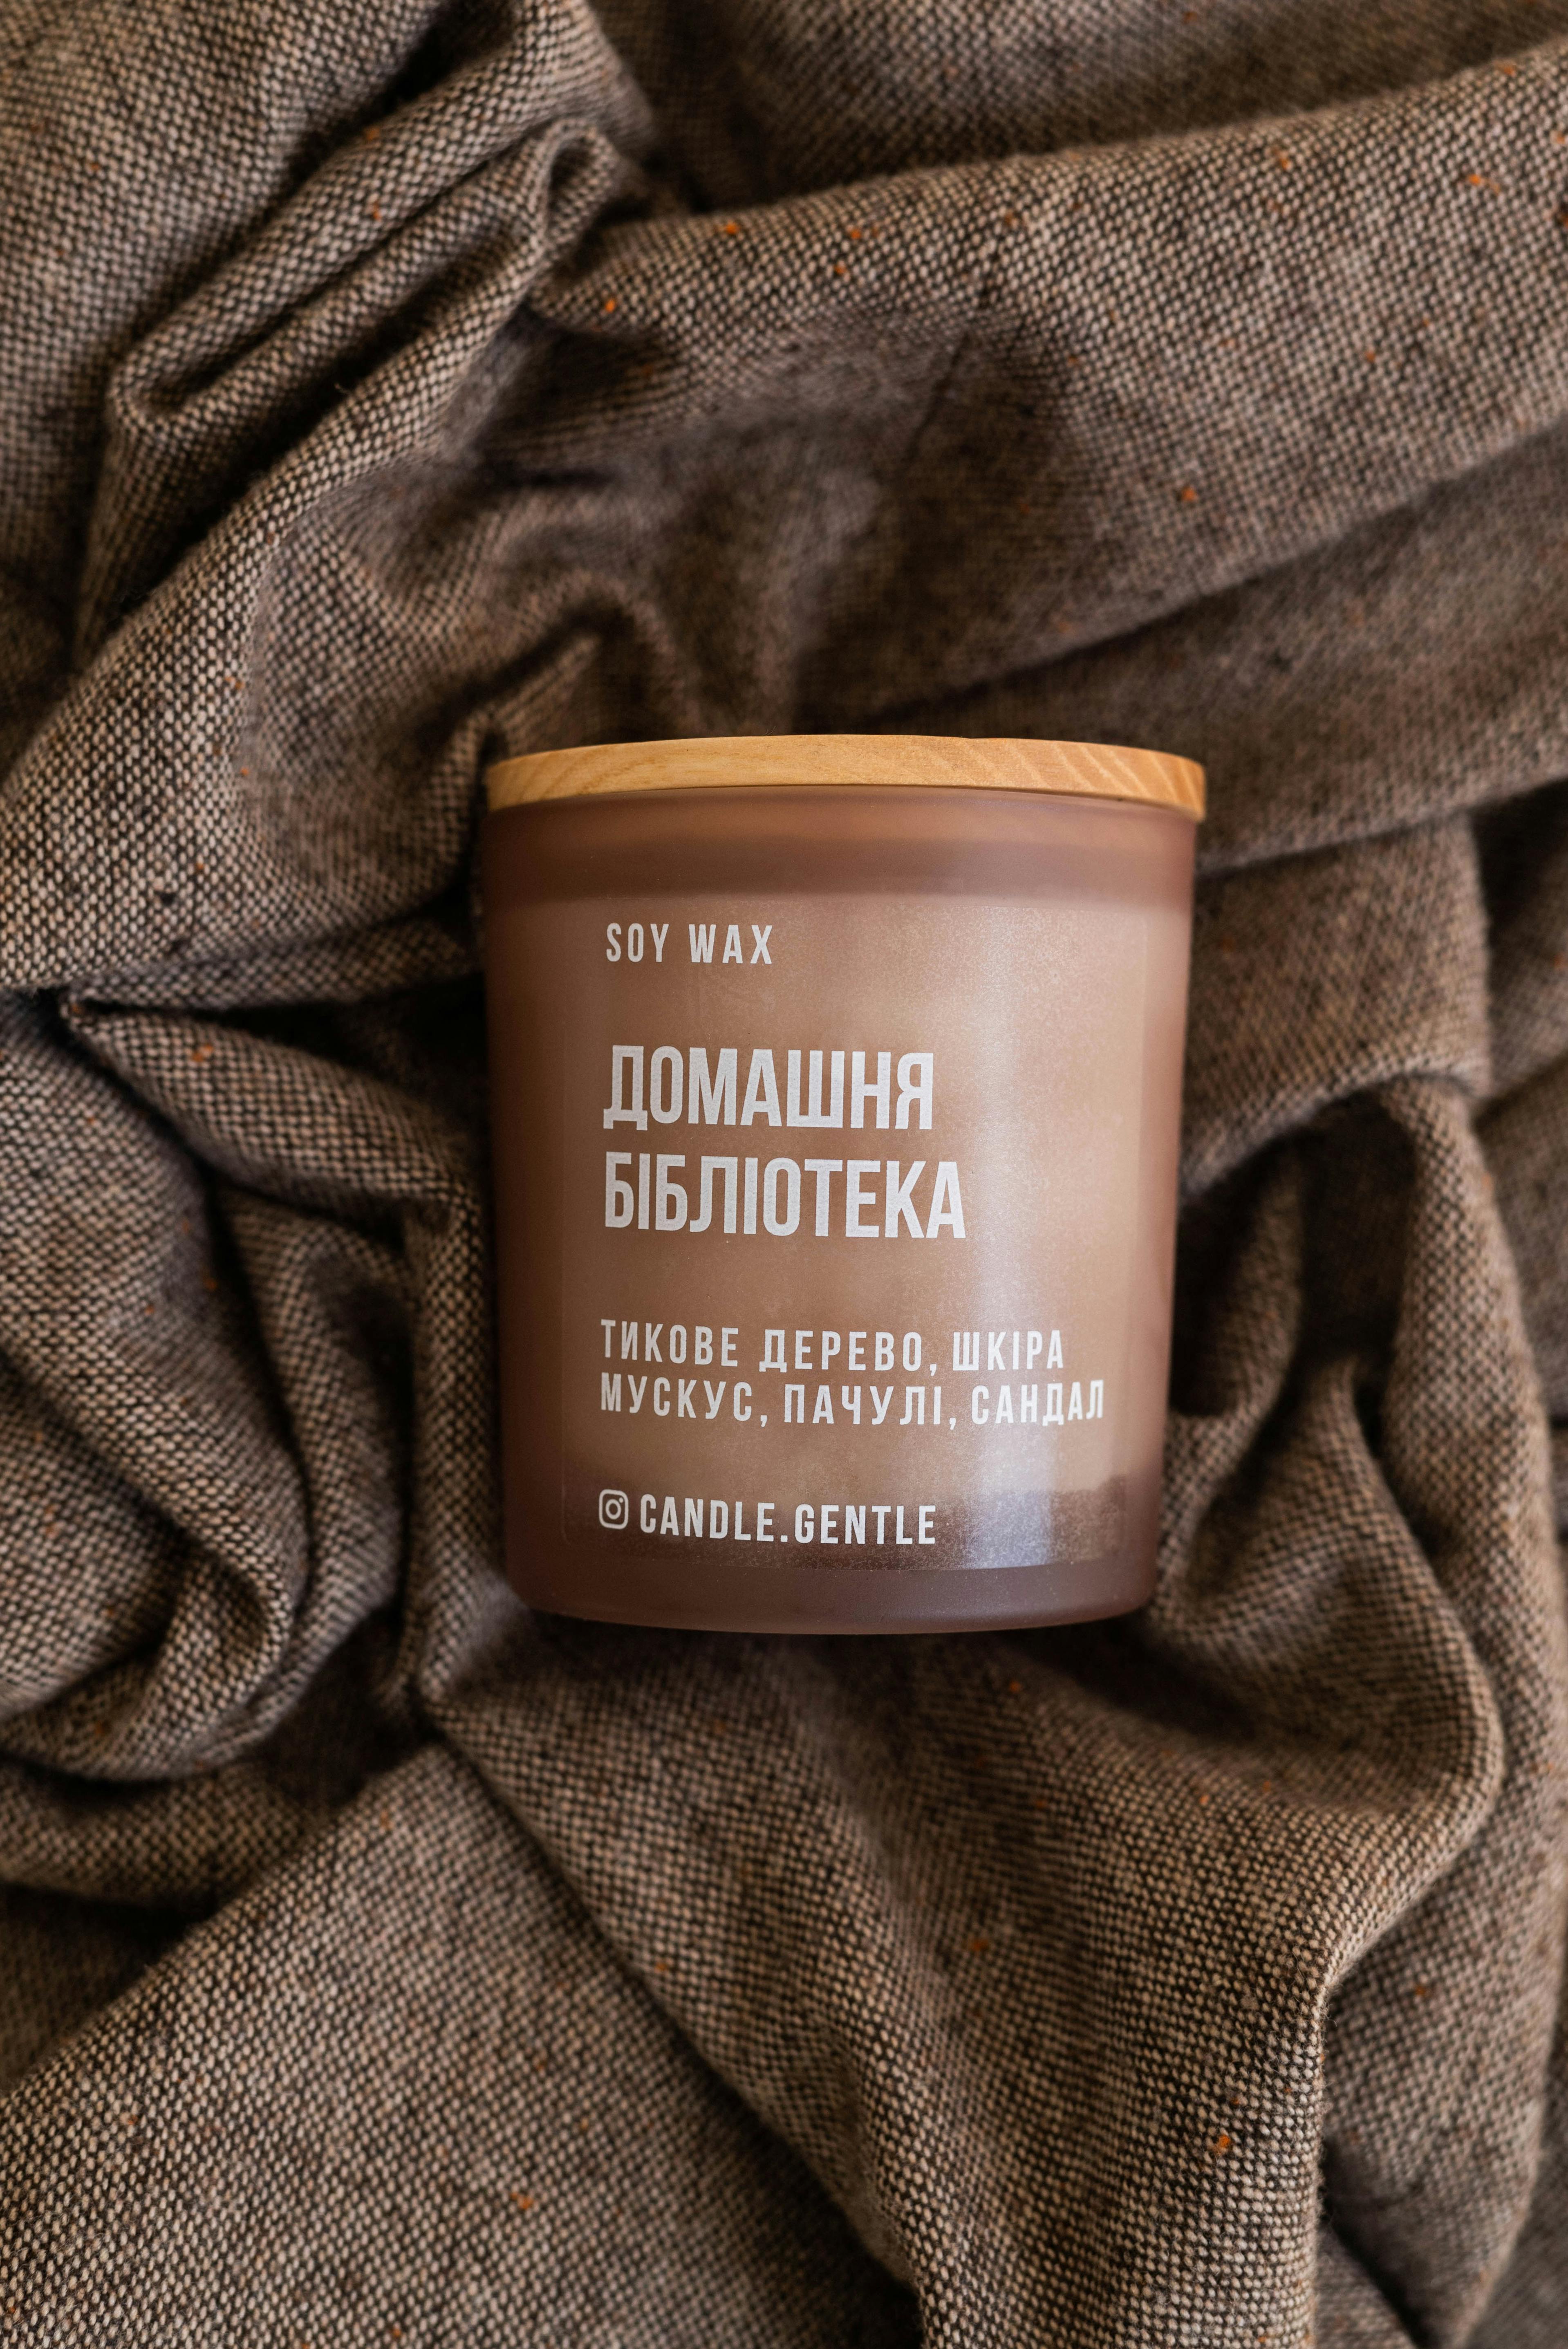 SOY WAX
ДОМАШНЯ
БІБЛІОТЕКА
ТИКОВЕ ДЕРЕВО, ШКІРА
МУСКУС, ПАЧУЛІ, САНДАЛ
CANDLE.GENTLE